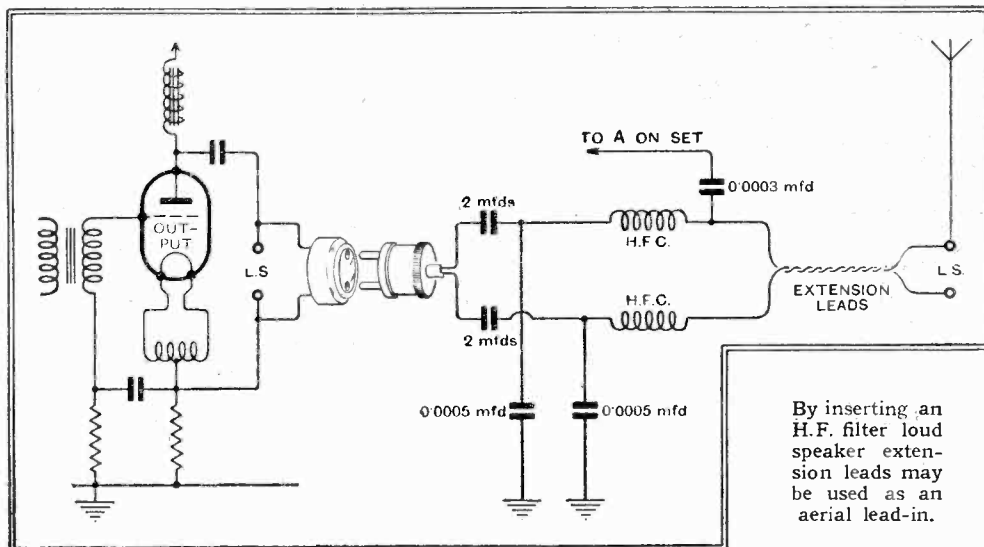 TO A ON SET
0·0003 mfd
2 mfds
OUT-
PUT
H.F.C.
L.S
L.S.
EXTENSION
LEADS
H.F.C.
2 mfds
0·0005 mfd
0·0005 mfd
By inserting an
H.F. filter loud
speaker exten-
sion leads may
be used as an
aerial lead-in.